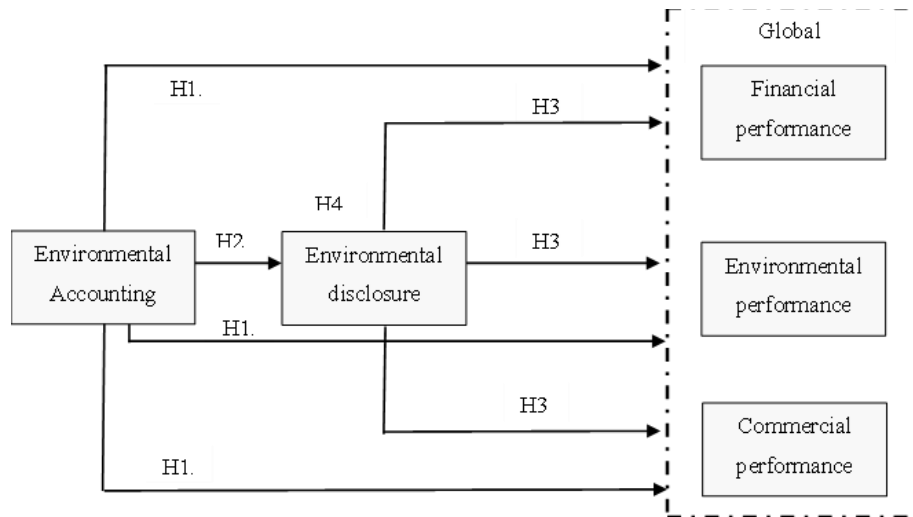 Global
H1.
Financial
performance
H3
H4
Environmental
Accounting
H2.
Environmental
disclosure
H3
Environmental
performance
H1.
H3
Commercial
performance
H1.